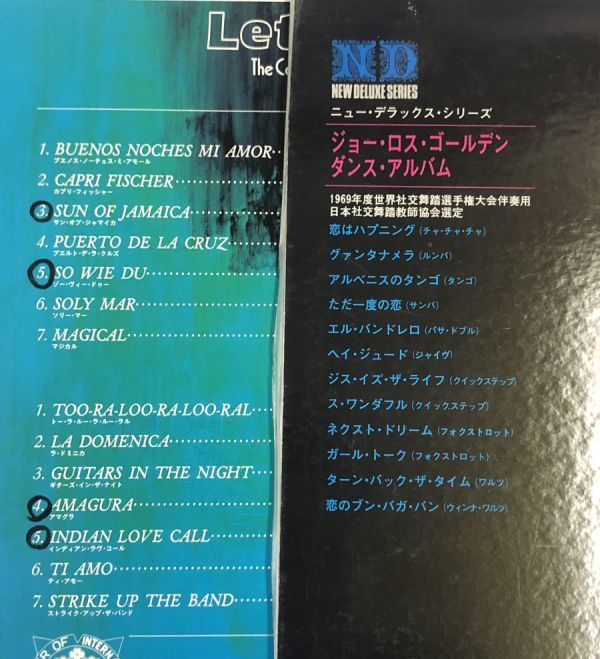 Let
The Co
1. BUENOS NOCHES MI AMOR
ブエノス・ノーチェス・ミ・アモール
2. CAPRI FISCHER
カプリ・フィッシャー
3. SUN OF JAMAICA
サン・オブ・ジャマイカ
4. PUERTO DE LA CRUZ
プエルト・デ・ラ・クルズ
5. SO WIE DU
ソー・ヴィー・ドゥー
6. SOLY MAR
ソリー・マー
7. MAGICAL
マジカル
1. TOO-RA-LOO-RA-LOO-RAL
トー・ラ・ルー・ラ・ルー・ラル
2. LA DOMENICA
ラ・ドミニカ
3. GUITARS IN THE NIGHT
ギターズ・イン・ザ・ナイト
4. AMAGURA
アマグラ
5. INDIAN LOVE CALL
インディアン・ラヴ・コール
6. TI AMO
ティ・アモー
7. STRIKE UP THE BAND
ストライク・アップ・ザ・バンド
R OF INTERN
ND
NEW DELUXE SERIES
ニュー・デラックス・シリーズ
ジョー・ロス・ゴールデン
ダンス・アルバム
1969年度世界社交舞踏選手権大会伴奏用
日本社交舞踏教師協会選定
恋はハプニング(チャ・チャ・チャ)
グァンタナメラ(ルンバ)
アルベニスのタンゴ(タンゴ)
ただ一度の恋(サンバ)
エル・バンドレロ(パサ・ドブル)
ヘイ・ジュード(ジャイヴ)
ジス・イズ・ザ・ライフ(クイックステップ)
ス・ワンダフル(クイックステップ)
ネクスト・ドリーム(フォクストロット)
ガール・トーク(フォクストロット)
ターン・バック・ザ・タイム(ワルツ)
恋のブン・バガ・バン(ウィンナ・ワルツ)